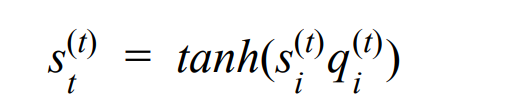 $s_t^{(t)} = tanh(s_i^{(t)} q_i^{(t)})$